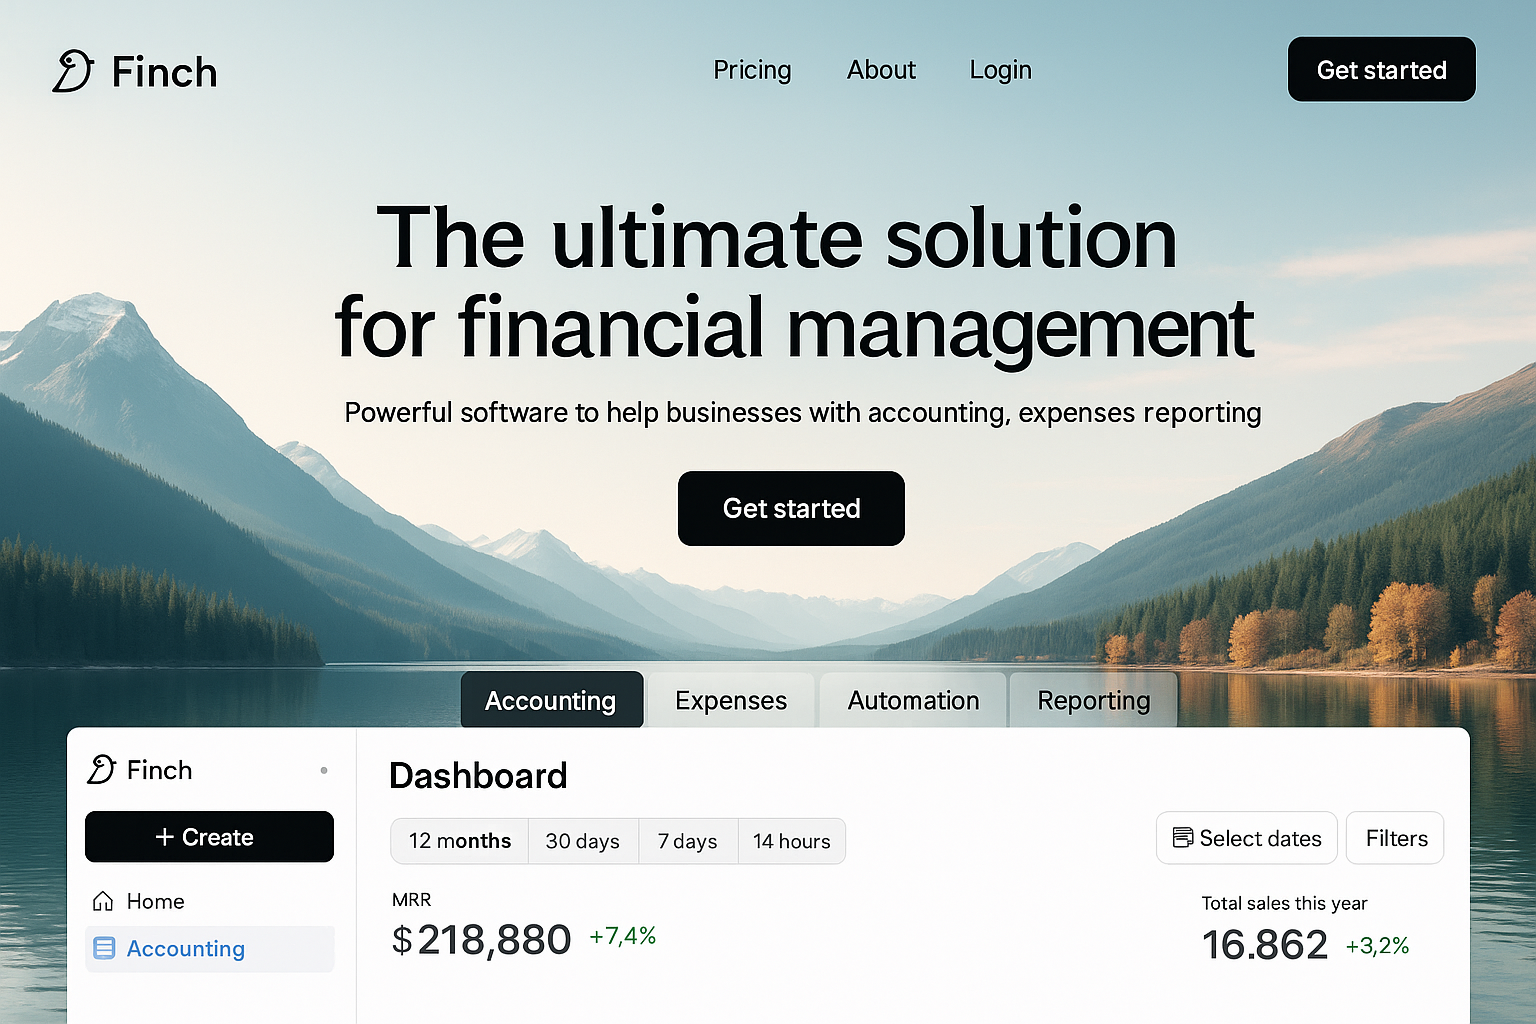 Finch
Pricing About Login
Get started
The ultimate solution
for financial management
Powerful software to help businesses with accounting, expenses reporting
Get started
Accounting Expenses Automation Reporting
Finch
+ Create
Home
Accounting
Dashboard
12 months 30 days 7 days 14 hours
Select dates Filters
MRR
$218,880 +7,4%
Total sales this year
16.862 +3,2%